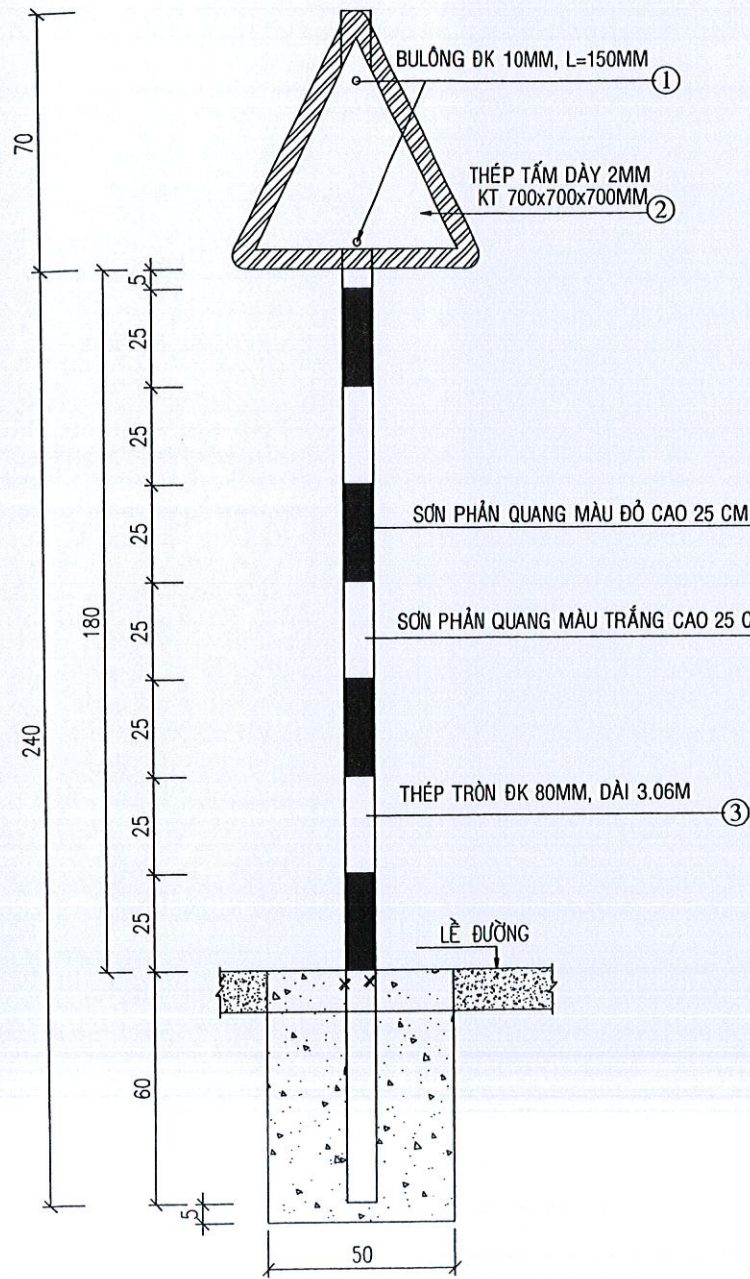 BULÔNG ĐK 10MM, L=150MM
1
THÉP TẤM DÀY 2MM
KT 700x700x700MM
2
70
5
25
25
25
SƠN PHẢN QUANG MÀU ĐỎ CAO 25 CM
180
25
SƠN PHẢN QUANG MÀU TRẮNG CAO 25 C
240
25
25
THÉP TRÒN ĐK 80MM, DÀI 3.06M
3
25
LỀ ĐƯỜNG
60
5
50